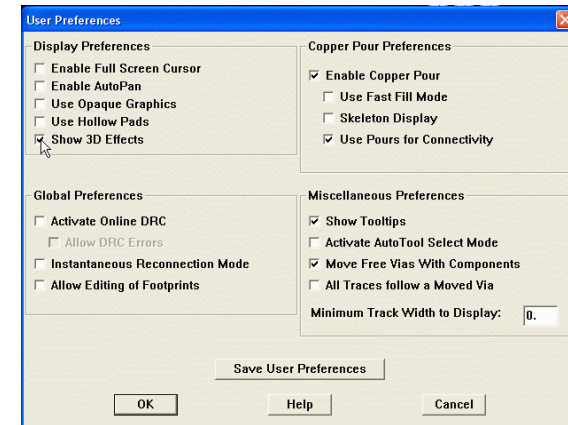 User Preferences
Display Preferences
Enable Full Screen Cursor
Enable AutoPan
Use Opaque Graphics
Use Hollow Pads
Show 3D Effects
Copper Pour Preferences
Enable Copper Pour
Use Fast Fill Mode
Skeleton Display
Use Pours for Connectivity
Global Preferences
Activate Online DRC
Allow DRC Errors
Instantaneous Reconnection Mode
Allow Editing of Footprints
Miscellaneous Preferences
Show Tooltips
Activate AutoTool Select Mode
Move Free Vias With Components
All Traces follow a Moved Via
Minimum Track Width to Display: 0.
Save User Preferences
OK Help Cancel